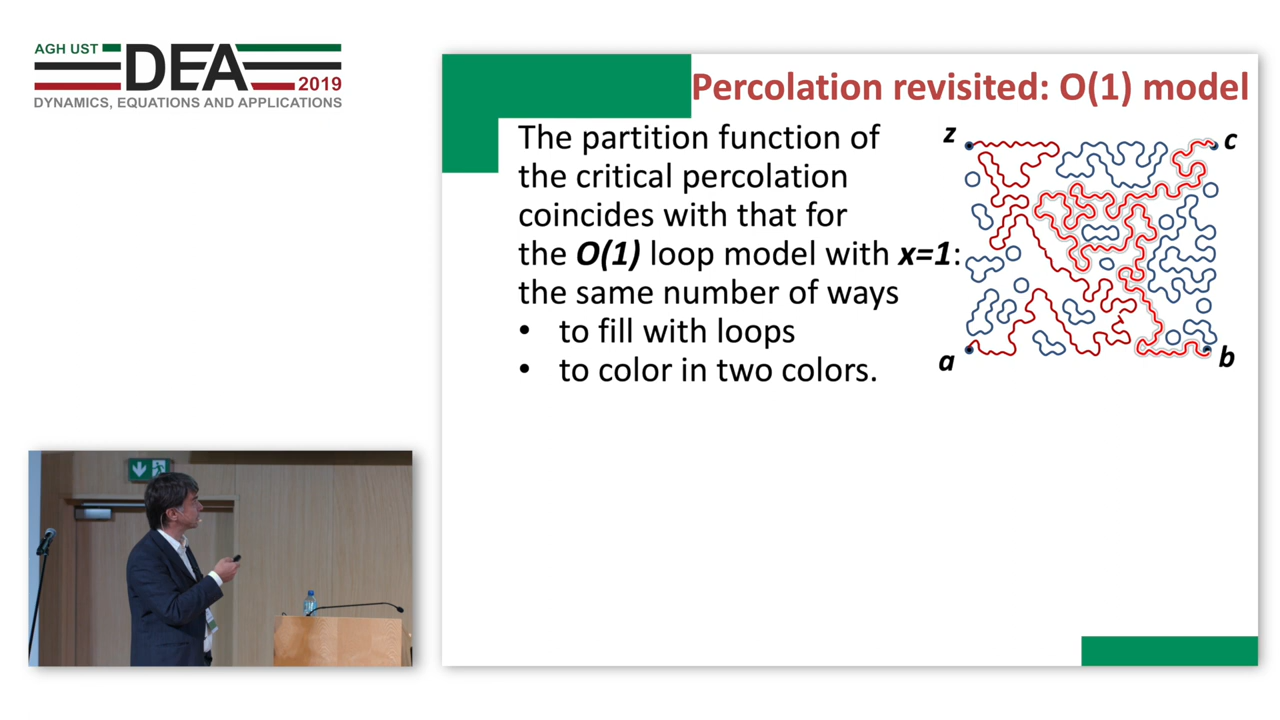 AGH UST
DEA
2019
DYNAMICS, EQUATIONS AND APPLICATIONS
Percolation revisited: O(1) model
The partition function of
the critical percolation
coincides with that for
the O(1) loop model with x=1:
the same number of ways
• to fill with loops
• to color in two colors.
z
c
a
b